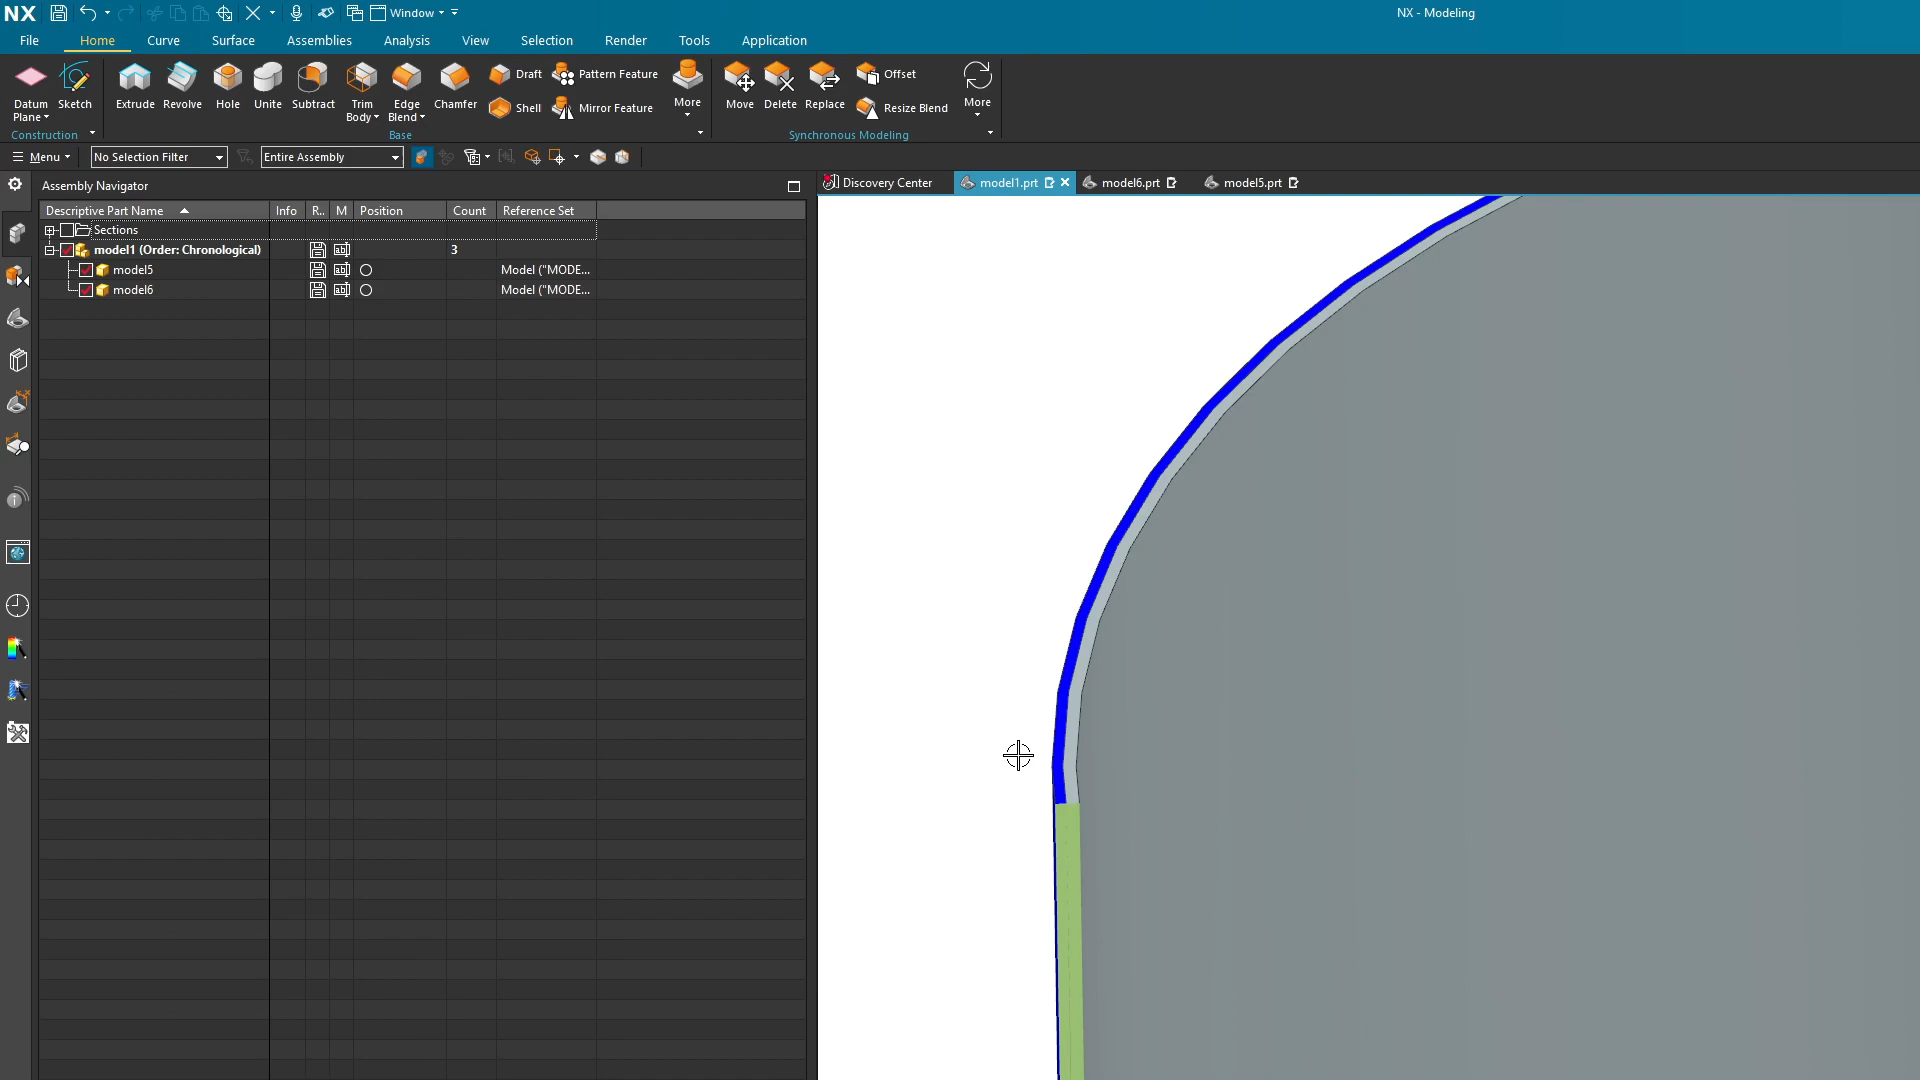 NX
Window
NX - Modeling
File
Home
Curve
Surface
Assemblies
Analysis
View
Selection
Render
Tools
Application
Datum Plane
Sketch
Extrude
Revolve
Hole
Unite
Subtract
Trim Body
Edge Blend
Chamfer
Draft
Shell
Pattern Feature
Mirror Feature
More
Move
Delete
Replace
Offset
Resize Blend
More
Construction
Base
Synchronous Modeling
Menu
No Selection Filter
Entire Assembly
Assembly Navigator
Discovery Center
model1.prt
model6.prt
model5.prt
Descriptive Part Name
Info
R..
M
Position
Count
Reference Set
Sections
model1 (Order: Chronological)
3
model5
Model ("MODE...
model6
Model ("MODE...